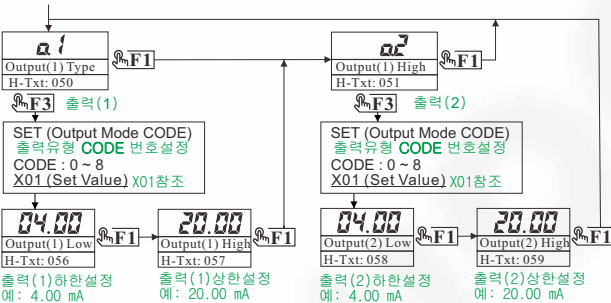 o.1
Output(1) Type
H-Txt: 050
F1
o.2
Output(1) High
H-Txt: 051
F1
F3 출력(1)
F3 출력(2)
SET (Output Mode CODE)
출력유형 CODE 번호설정
CODE : 0 ~ 8
X01 (Set Value) X01참조
SET (Output Mode CODE)
출력유형 CODE 번호설정
CODE : 0 ~ 8
X01 (Set Value) X01참조
04.00
Output(1) Low
H-Txt: 056
F1
20.00
Output(1) High
H-Txt: 057
F1
04.00
Output(2) Low
H-Txt: 058
F1
20.00
Output(2) High
H-Txt: 059
F1
출력(1)하한설정
예: 4.00 mA
출력(1)상한설정
예: 20.00 mA
출력(2)하한설정
예: 4.00 mA
출력(2)상한설정
예: 20.00 mA